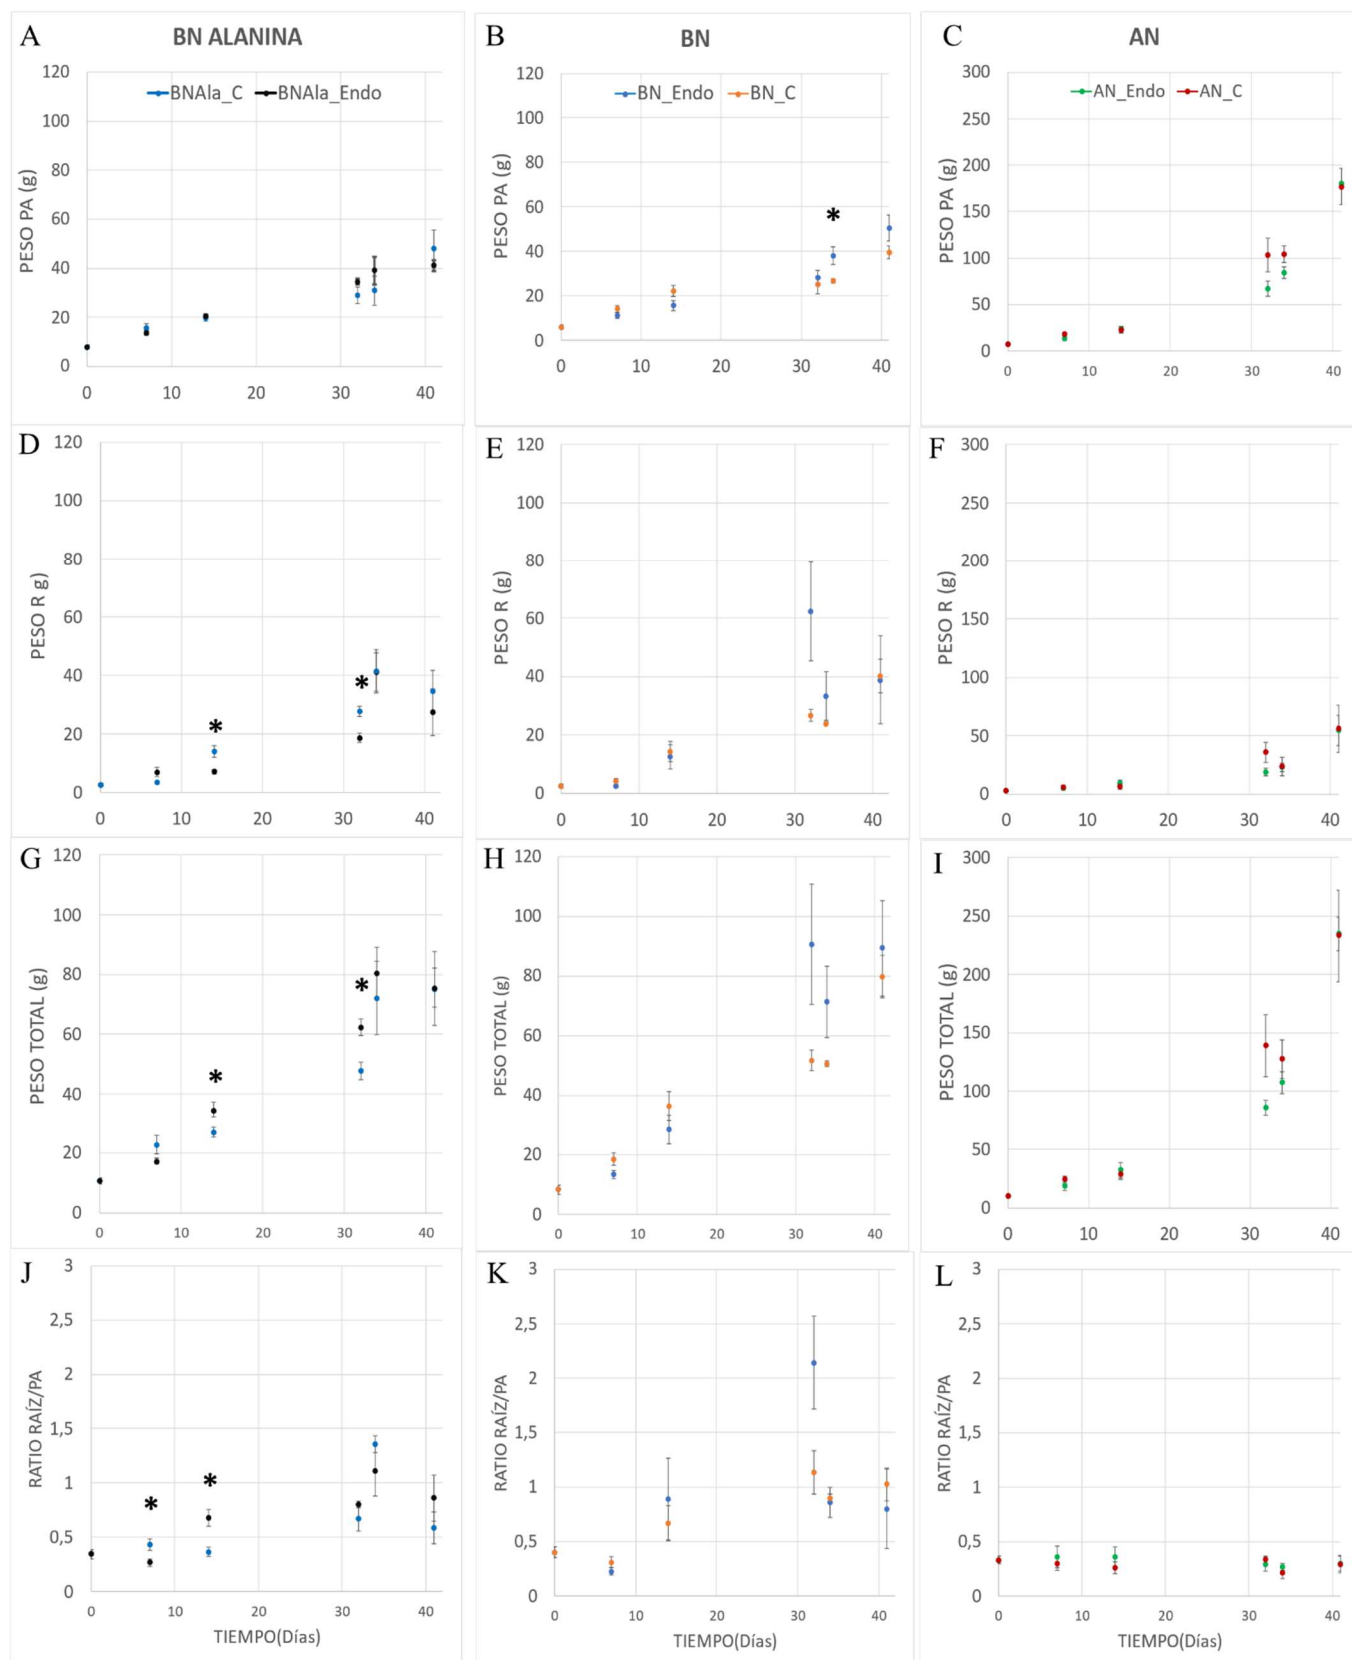 A
BN ALANINA
BNAla_C
BNAla_Endo
PESO PA (g)
120
100
80
60
40
20
0
0 10 20 30 40
B
BN
BN_Endo
BN_C
PESO PA (g)
120
100
80
60
40
20
0
*
0 10 20 30 40
C
AN
AN_Endo
AN_C
PESO PA (g)
300
250
200
150
100
50
0
0 10 20 30 40
D
PESO R g)
120
100
80
60
40
20
0
* *
0 10 20 30 40
E
PESO R (g)
120
100
80
60
40
20
0
0 10 20 30 40
F
PESO R (g)
300
250
200
150
100
50
0
0 10 20 30 40
G
PESO TOTAL (g)
120
100
80
60
40
20
0
* *
0 10 20 30 40
H
PESO TOTAL (g)
120
100
80
60
40
20
0
0 10 20 30 40
I
PESO TOTAL (g)
300
250
200
150
100
50
0
0 10 20 30 40
J
RATIO RAÍZ/PA
3
2,5
2
1,5
1
0,5
0
* *
0 10 20 30 40
TIEMPO(Días)
K
RATIO RAÍZ/PA
3
2,5
2
1,5
1
0,5
0
0 10 20 30 40
TIEMPO(Días)
L
RATIO RAÍZ/PA
3
2,5
2
1,5
1
0,5
0
0 10 20 30 40
TIEMPO(Días)